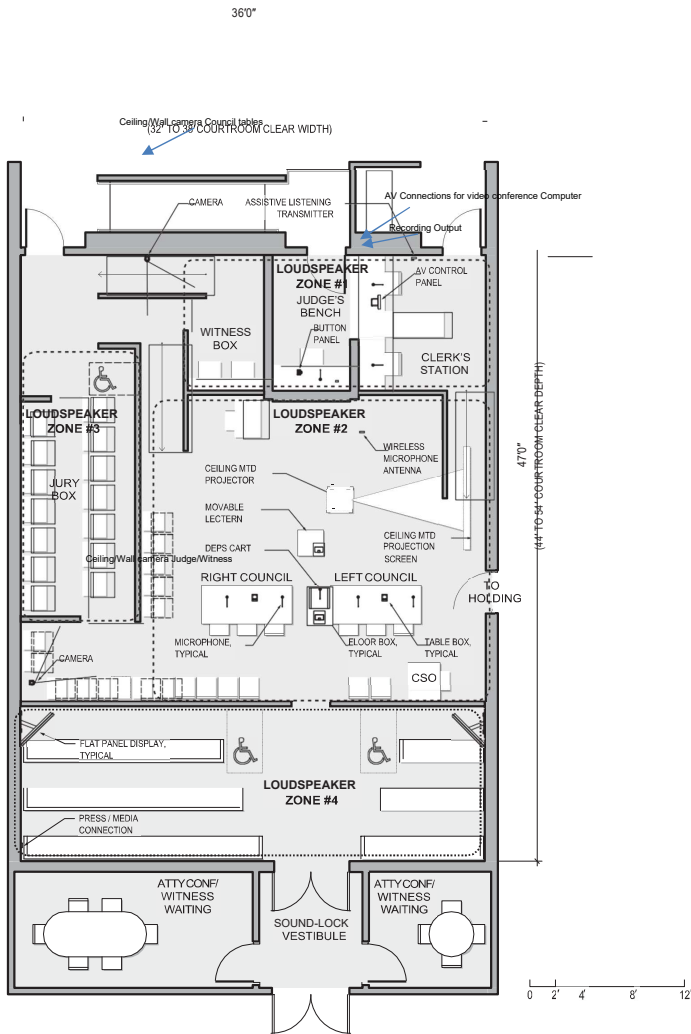 36'0"
Ceiling/Wall camera Council tables
(32' TO 38' COURTROOM CLEAR WIDTH)
AV Connections for video conference Computer
CAMERA
ASSISTIVE LISTENING
TRANSMITTER
Recording Output
LOUDSPEAKER
ZONE #1
JUDGE'S
BENCH
AV CONTROL
PANEL
BUTTON
PANEL
WITNESS
BOX
CLERK'S
STATION
LOUDSPEAKER
ZONE #3
LOUDSPEAKER
ZONE #2
47'0"
(44' TO 54' COURTROOM CLEAR DEPTH)
WIRELESS
MICROPHONE
ANTENNA
CEILING MTD
PROJECTOR
JURY
BOX
MOVABLE
LECTERN
CEILING MTD
PROJECTION
SCREEN
DEPS CART
Ceiling/Wall camera Judge/Witness
RIGHT COUNCIL
LEFT COUNCIL
TO
HOLDING
MICROPHONE,
TYPICAL
FLOOR BOX,
TYPICAL
TABLE BOX,
TYPICAL
CAMERA
CSO
FLAT PANEL DISPLAY,
TYPICAL
LOUDSPEAKER
ZONE #4
PRESS / MEDIA
CONNECTION
ATTY CONF/
WITNESS
WAITING
ATTY CONF/
WITNESS
WAITING
SOUND-LOCK
VESTIBULE
0 2' 4' 8' 12